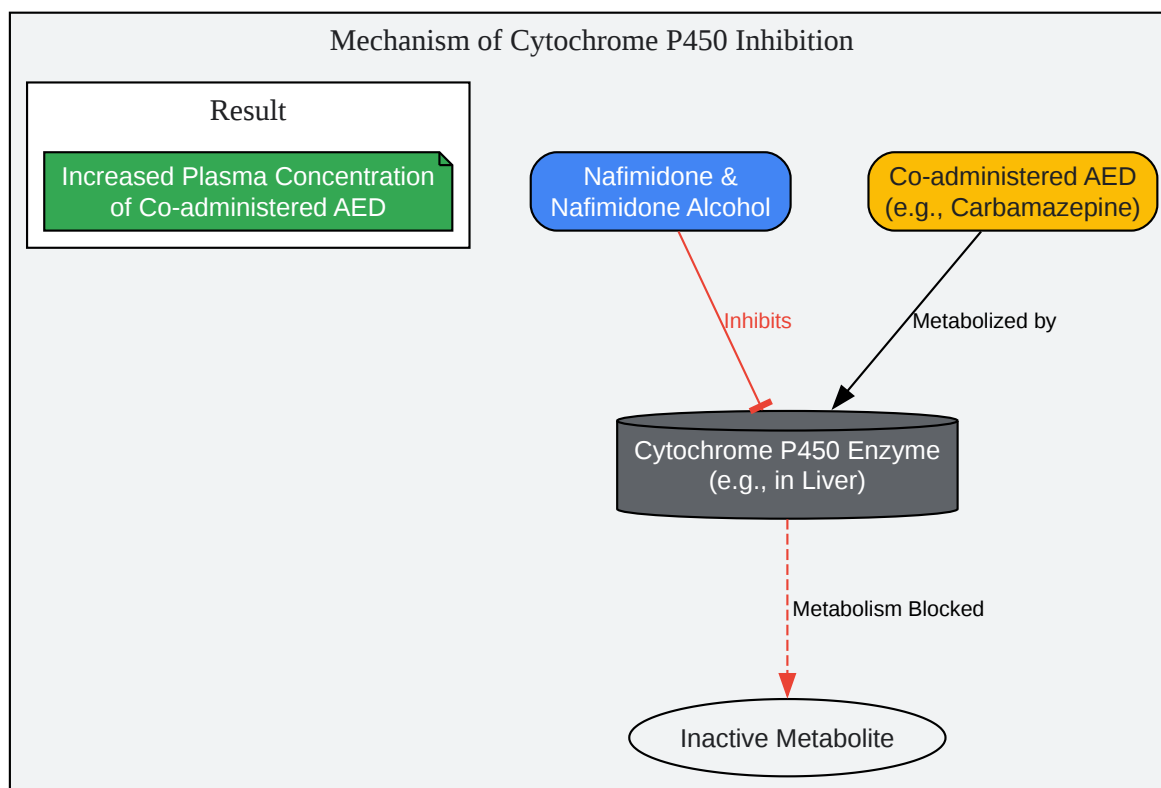 Mechanism of Cytochrome P450 Inhibition
Result
Increased Plasma Concentration
of Co-administered AED
Nafimidone &
Nafimidone Alcohol
Co-administered AED
(e.g., Carbamazepine)
Inhibits
Metabolized by
Cytochrome P450 Enzyme
(e.g., in Liver)
Metabolism Blocked
Inactive Metabolite